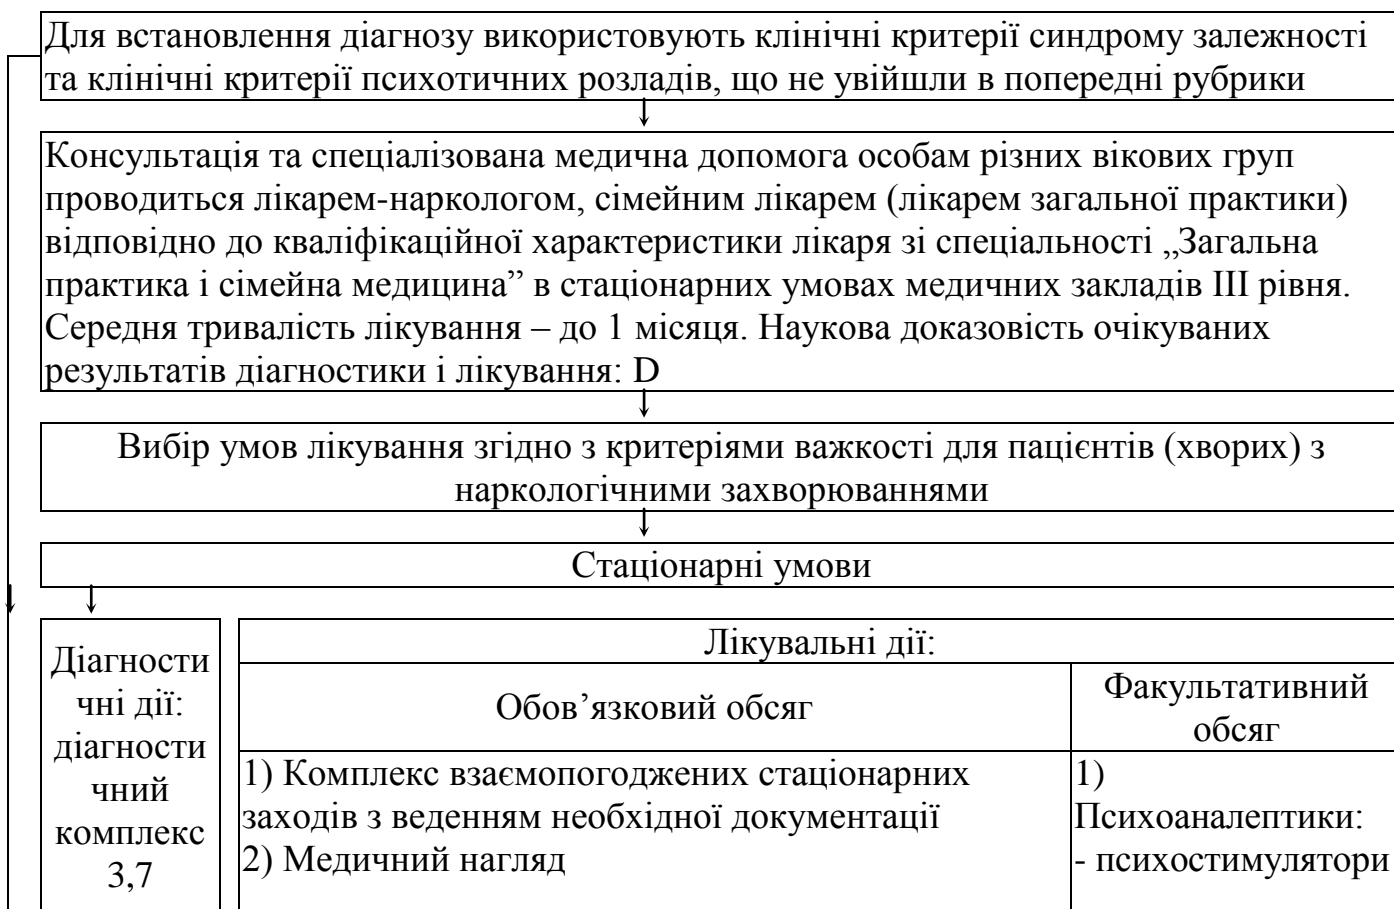 Для встановлення діагнозу використовують клінічні критерії синдрому залежності
та клінічні критерії психотичних розладів, що не увійшли в попередні рубрики
Консультація та спеціалізована медична допомога особам різних вікових груп
проводиться лікарем-наркологом, сімейним лікарем (лікарем загальної практики)
відповідно до кваліфікаційної характеристики лікаря зі спеціальності „Загальна
практика і сімейна медицина” в стаціонарних умовах медичних закладів III рівня.
Середня тривалість лікування – до 1 місяця. Наукова доказовість очікуваних
результатів діагностики і лікування: D
Вибір умов лікування згідно з критеріями важкості для пацієнтів (хворих) з
наркологічними захворюваннями
Стаціонарні умови
Діагности
чні дії:
діагности
чний
комплекс
3,7
Лікувальні дії:
Обов’язковий обсяг
Факультативний
обсяг
1) Комплекс взаємопогоджених стаціонарних
заходів з веденням необхідної документації
2) Медичний нагляд
1)
Психоаналептики:
- психостимулятори